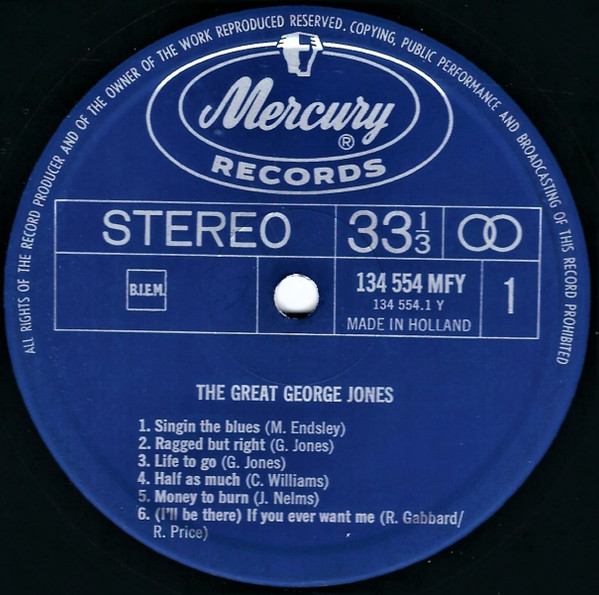 ALL RIGHTS OF THE RECORD PRODUCER AND OF THE OWNER OF THE WORK REPRODUCED RESERVED. COPYING, PUBLIC PERFORMANCE AND BROADCASTING OF THIS RECORD PROHIBITED
Mercury ®
RECORDS
STEREO 33 1/3
B.I.E.M. 134 554 MFY 1
134 554.1 Y
MADE IN HOLLAND
THE GREAT GEORGE JONES
1. Singin the blues (M. Endsley)
2. Ragged but right (G. Jones)
3. Life to go (G. Jones)
4. Half as much (C. Williams)
5. Money to burn (J. Nelms)
6. (I'll be there) If you ever want me (R. Gabbard/
R. Price)